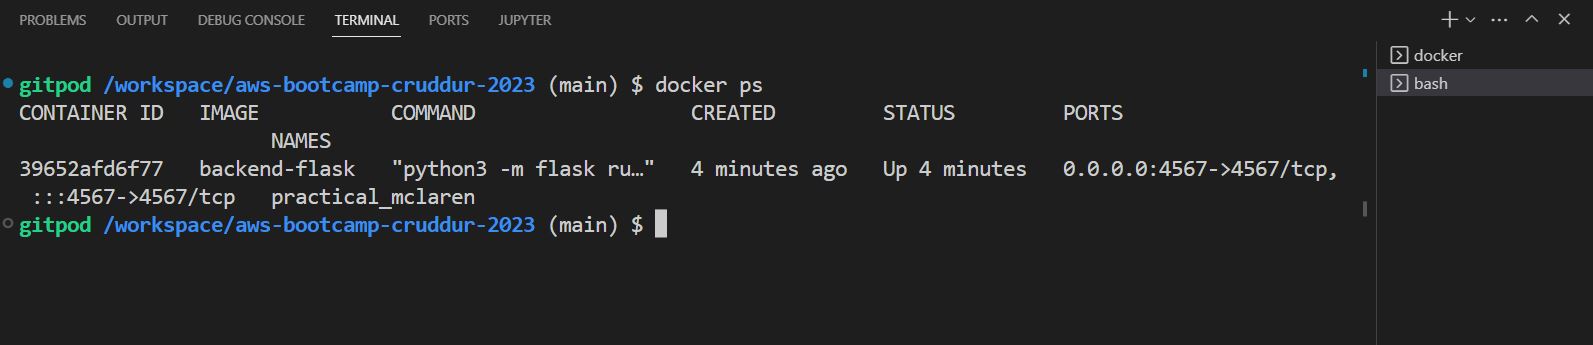 PROBLEMS OUTPUT DEBUG CONSOLE TERMINAL PORTS JUPYTER
gitpod /workspace/aws-bootcamp-cruddur-2023 (main) $ docker ps
CONTAINER ID IMAGE COMMAND CREATED STATUS PORTS
NAMES
39652afd6f77 backend-flask "python3 -m flask ru…" 4 minutes ago Up 4 minutes 0.0.0.0:4567->4567/tcp,
:::4567->4567/tcp practical_mclaren
gitpod /workspace/aws-bootcamp-cruddur-2023 (main) $
docker
bash